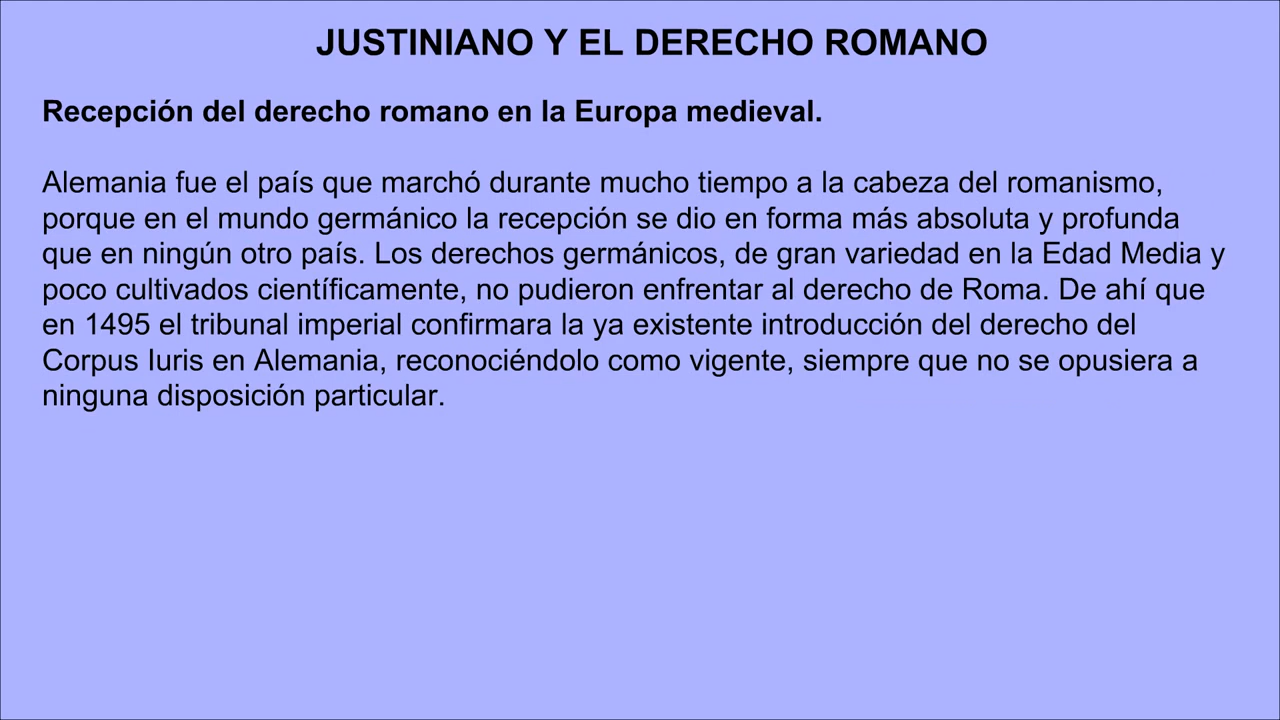 JUSTINIANO Y EL DERECHO ROMANO
Recepción del derecho romano en la Europa medieval.
Alemania fue el país que marchó durante mucho tiempo a la cabeza del romanismo,
porque en el mundo germánico la recepción se dio en forma más absoluta y profunda
que en ningún otro país. Los derechos germánicos, de gran variedad en la Edad Media y
poco cultivados científicamente, no pudieron enfrentar al derecho de Roma. De ahí que
en 1495 el tribunal imperial confirmara la ya existente introducción del derecho del
Corpus Iuris en Alemania, reconociéndolo como vigente, siempre que no se opusiera a
ninguna disposición particular.